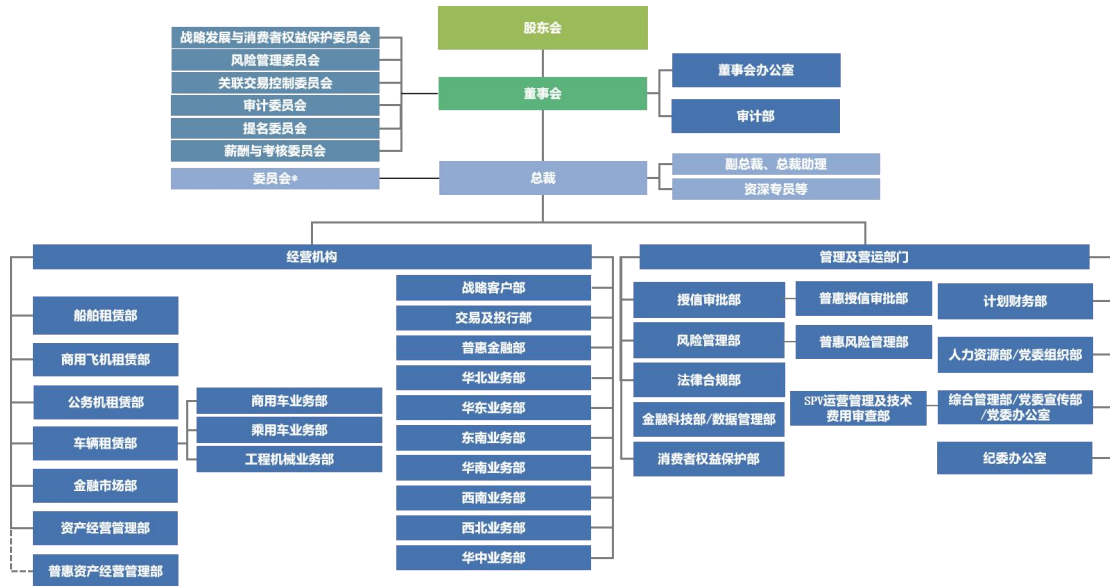 股东会
战略发展与消费者权益保护委员会
风险管理委员会
关联交易控制委员会
审计委员会
提名委员会
薪酬与考核委员会
董事会
董事会办公室
审计部
委员会*
总裁
副总裁、总裁助理
资深专员等
经营机构
管理及营运部门
船舶租赁部
商用飞机租赁部
公务机租赁部
车辆租赁部
金融市场部
资产经营管理部
普惠资产经营管理部
商用车业务部
乘用车业务部
工程机械业务部
战略客户部
交易及投行部
普惠金融部
华北业务部
华东业务部
东南业务部
华南业务部
西南业务部
西北业务部
华中业务部
授信审批部
风险管理部
法律合规部
金融科技部/数据管理部
消费者权益保护部
普惠授信审批部
普惠风险管理部
SPV运营管理及技术
费用审查部
计划财务部
人力资源部/党委组织部
综合管理部/党委宣传部
/党委办公室
纪委办公室